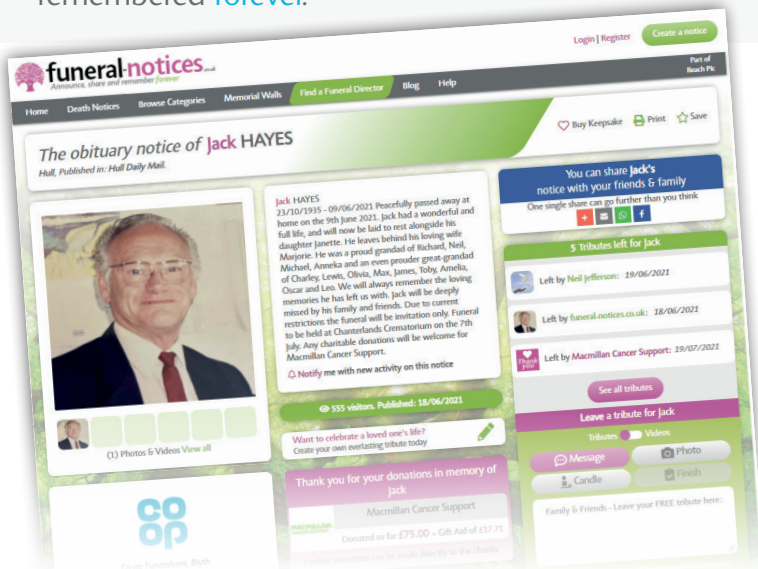 remembered forever.
Login | Register
Create a notice
funeral-notices.co.uk
Announce, share and remember forever
Home Death Notices Browse Categories Memorial Walls Find a Funeral Director Blog Help
Part of
Reach Plc
The obituary notice of Jack HAYES
Hull, Published in: Hull Daily Mail.
Buy Keepsake Print Save
Jack HAYES
23/10/1935 - 09/06/2021 Peacefully passed away at
home on the 9th June 2021. Jack had a wonderful and
full life, and will now be laid to rest alongside his
daughter Janette. He leaves behind his loving wife
Marjorie. He was a proud grandad of Richard, Neil,
Michael, Anneka and an even prouder great-grandad
of Charley, Lewis, Olivia, Max, James, Toby, Amelia,
Oscar and Leo. We will always remember the loving
memories he has left us with. Jack will be deeply
missed by his family and friends. Due to current
restrictions the funeral will be invitation only. Funeral
to be held at Chanterlands Crematorium on the 7th
July. Any charitable donations will be welcome for
Macmillan Cancer Support.
Notify me with new activity on this notice
555 visitors. Published: 18/06/2021
Want to celebrate a loved one's life?
Create your own everlasting tribute today
Thank you for your donations in memory of
Jack
Macmillan Cancer Support
MACMILLAN
Donated so far £75.00 + Gift Aid of £17.71
Further donations can be made directly to the charity
(1) Photos & Videos View all
CO
OP
Funeralcare, Blyth
You can share Jack's
notice with your friends & family
One single share can go further than you think
5 Tributes left for Jack
Left by Neil Jefferson: 19/06/2021
Left by funeral-notices.co.uk: 18/06/2021
Thank
you
Left by Macmillan Cancer Support: 19/07/2021
See all tributes
Leave a tribute for Jack
Tributes Videos
Message Photo
Candle Finish
Family & Friends - Leave your FREE tribute here: